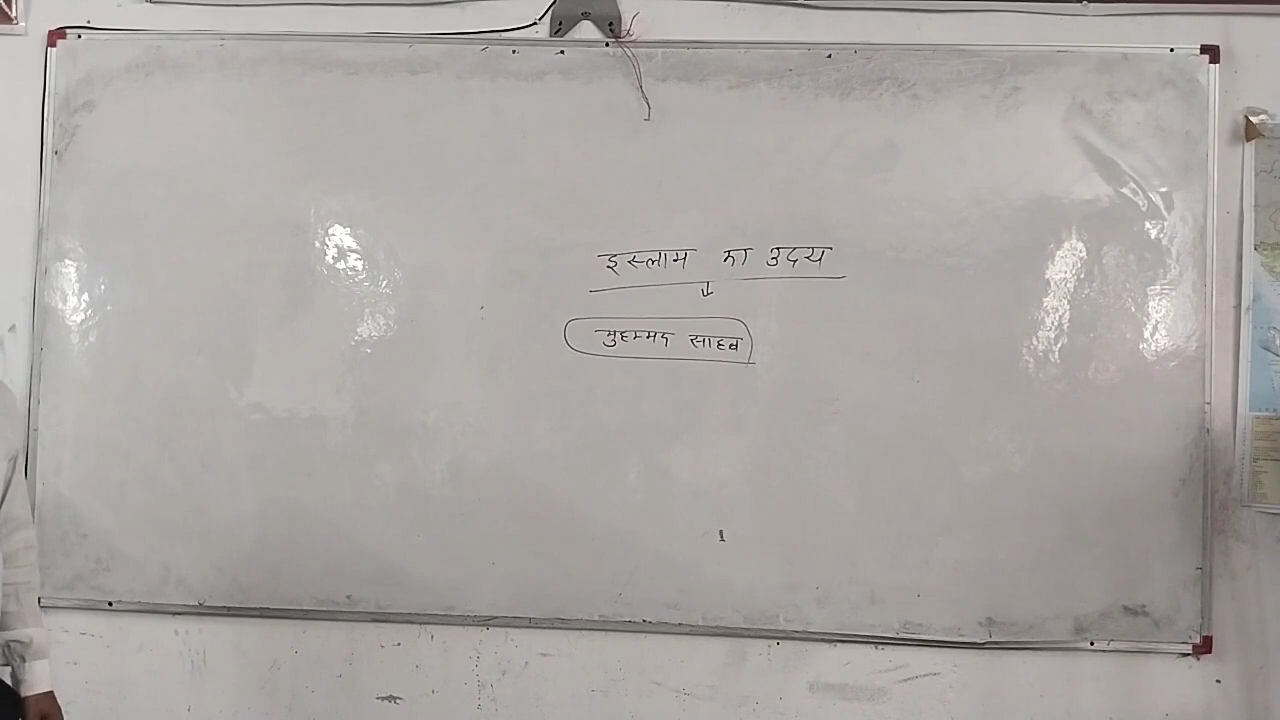 इस्लाम का उदय
↓
मुहम्मद साहब